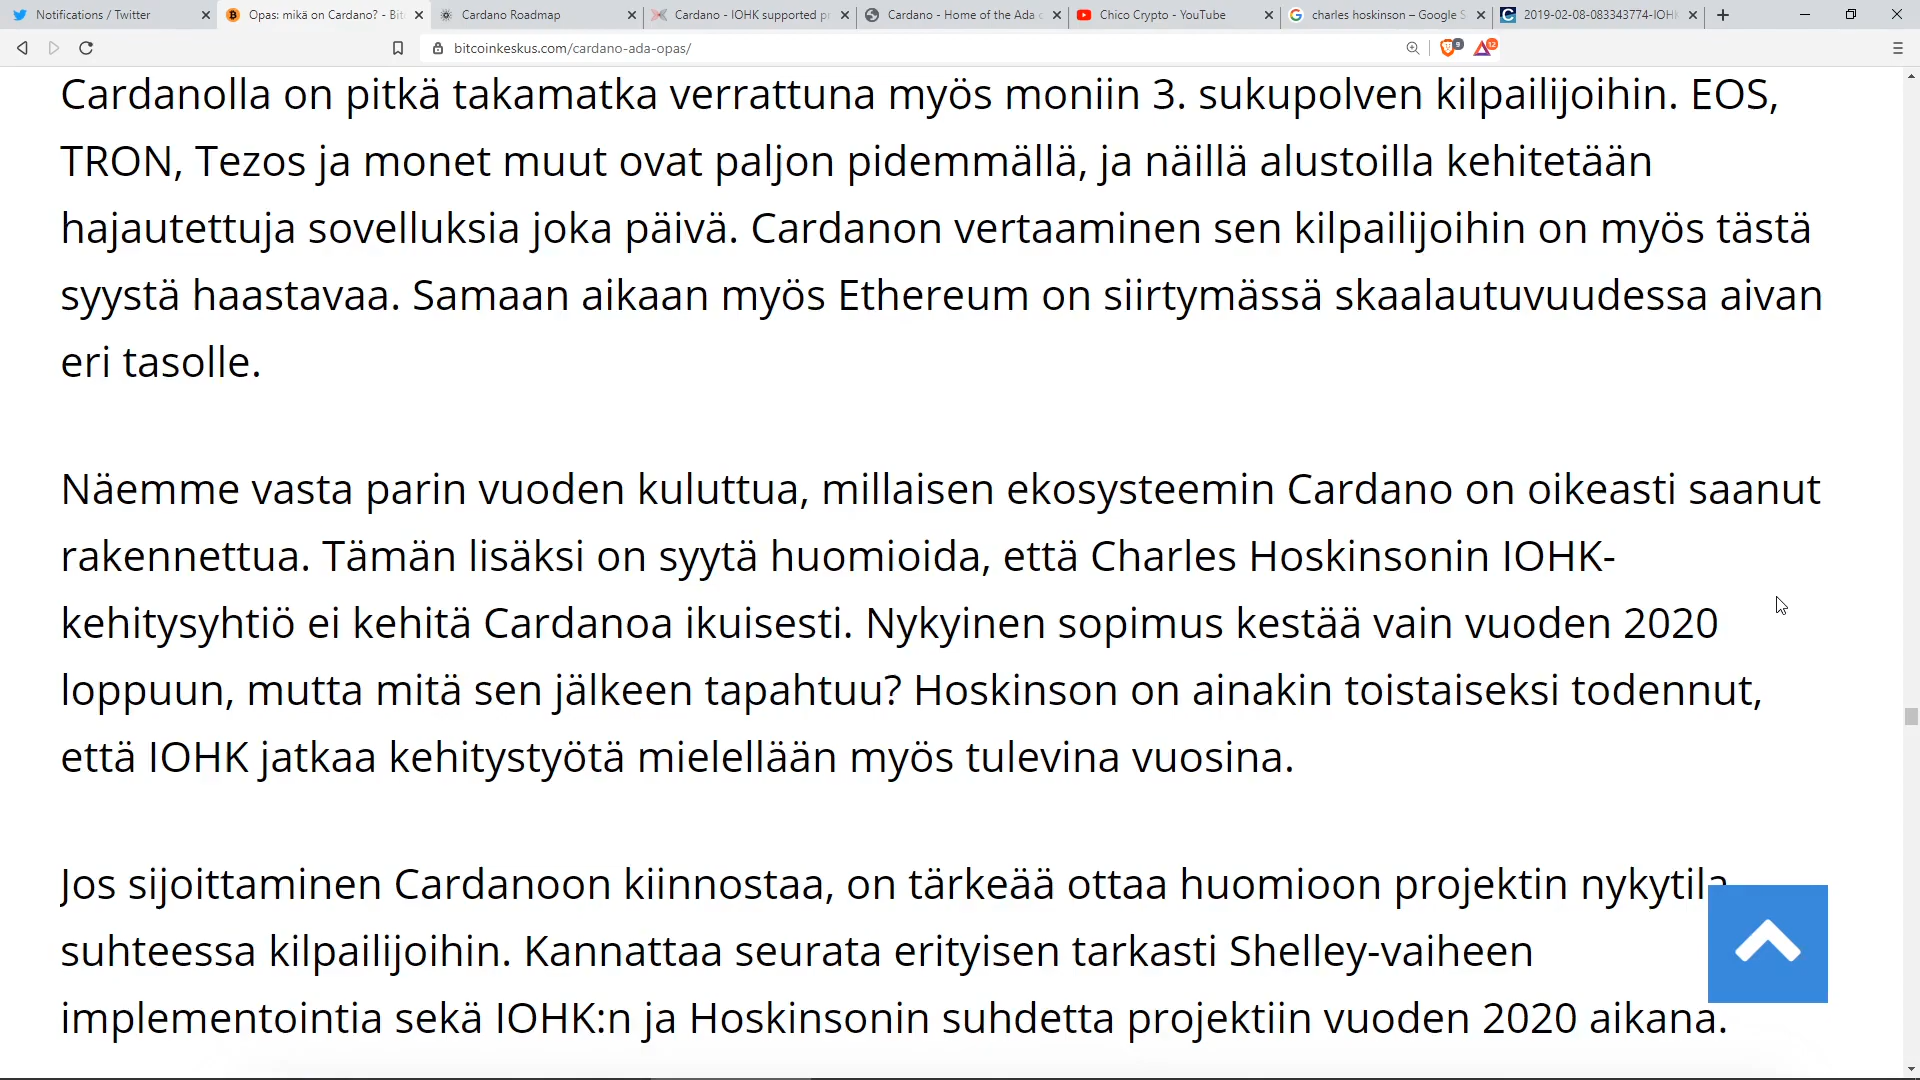 Notifications / Twitter
Opas: mikä on Cardano? - Bi
Cardano Roadmap
Cardano - IOHK supported p
Cardano - Home of the Ada
Chico Crypto - YouTube
charles hoskinson – Google S
2019-02-08-083343774-IOH
bitcoinkeskus.com/cardano-ada-opas/
9
12
Cardanolla on pitkä takamatka verrattuna myös moniin 3. sukupolven kilpailijoihin. EOS,
TRON, Tezos ja monet muut ovat paljon pidemmällä, ja näillä alustoilla kehitetään
hajautettuja sovelluksia joka päivä. Cardanon vertaaminen sen kilpailijoihin on myös tästä
syystä haastavaa. Samaan aikaan myös Ethereum on siirtymässä skaalautuvuudessa aivan
eri tasolle.
Näemme vasta parin vuoden kuluttua, millaisen ekosysteemin Cardano on oikeasti saanut
rakennettua. Tämän lisäksi on syytä huomioida, että Charles Hoskinsonin IOHK-
kehitysyhtiö ei kehitä Cardanoa ikuisesti. Nykyinen sopimus kestää vain vuoden 2020
loppuun, mutta mitä sen jälkeen tapahtuu? Hoskinson on ainakin toistaiseksi todennut,
että IOHK jatkaa kehitystyötä mielellään myös tulevina vuosina.
Jos sijoittaminen Cardanoon kiinnostaa, on tärkeää ottaa huomioon projektin nykytila
suhteessa kilpailijoihin. Kannattaa seurata erityisen tarkasti Shelley-vaiheen
implementointia sekä IOHK:n ja Hoskinsonin suhdetta projektiin vuoden 2020 aikana.